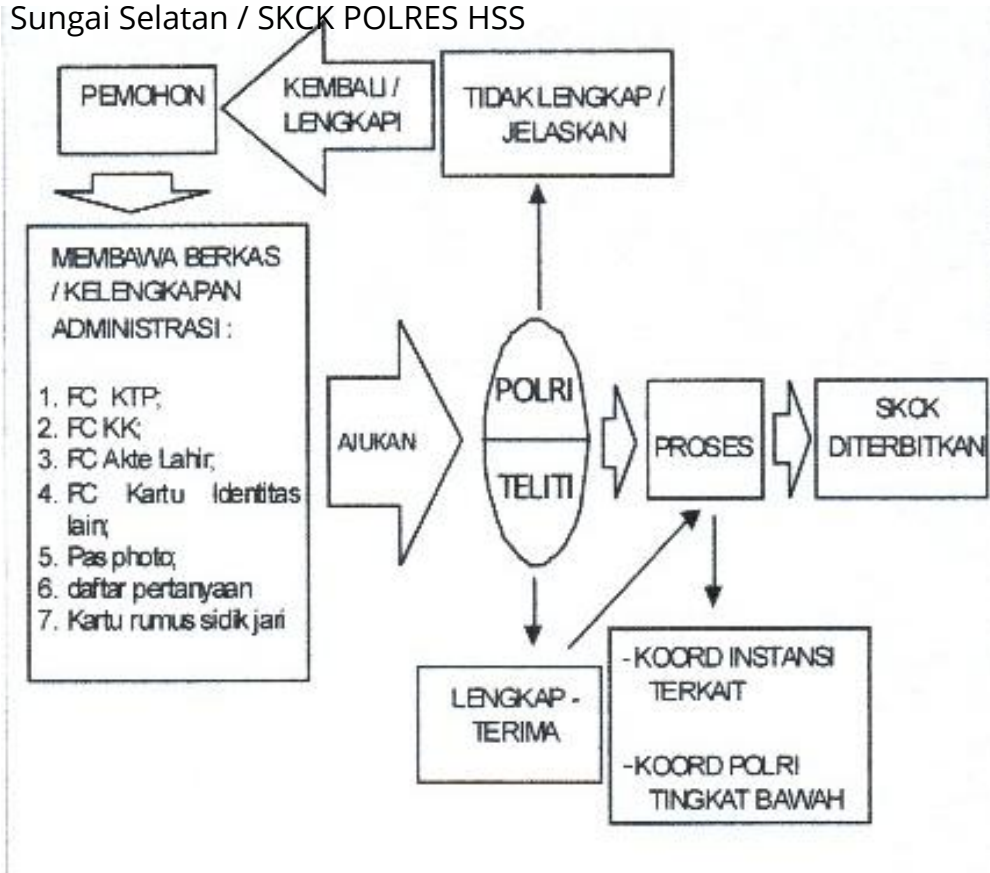 Sungai Selatan / SKCK POLRES HSS
PEMOHON
KEMBALI /
LENGKAPI
TIDAK LENGKAP /
JELASKAN
MEMBAWA BERKAS
/ KELENGKAPAN
ADMINISTRASI :
1. FC KTP;
2. FC KK;
3. FC Akte Lahir;
4. FC Kartu Identitas
lain;
5. Pas photo;
6. daftar pertanyaan
7. Kartu rumus sidik jari
AJUKAN
POLRI
TELITI
PROSES
SKCK
DITERBITKAN
LENGKAP -
TERIMA
-KOORD INSTANSI
TERKAIT
-KOORD POLRI
TINGKAT BAWAH